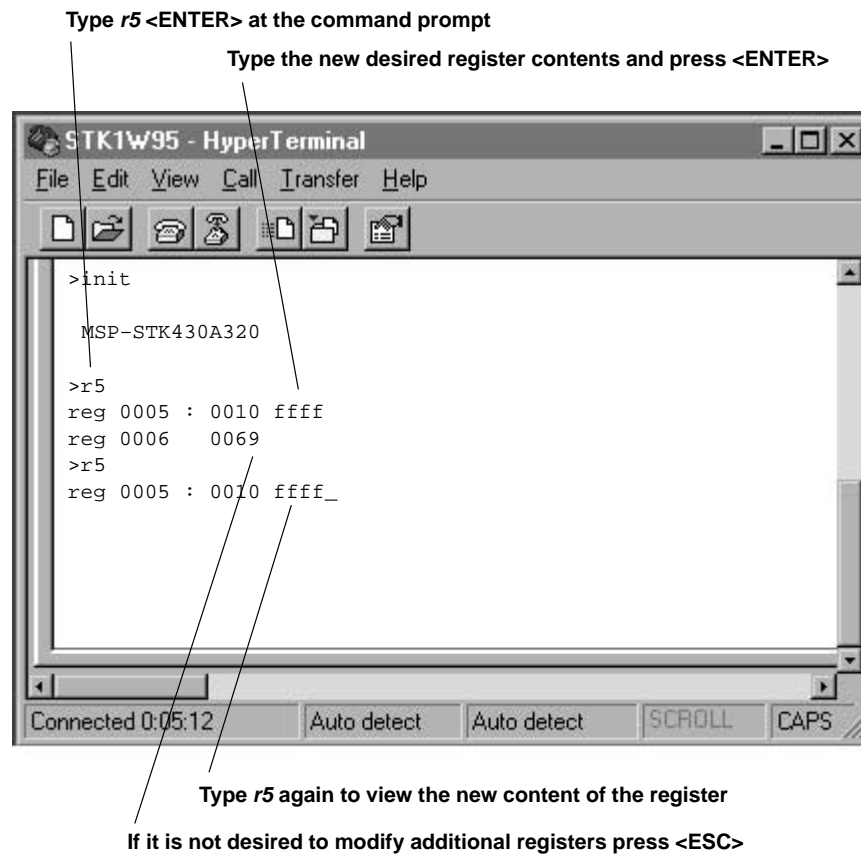 Type r5 <ENTER> at the command prompt
Type the new desired register contents and press <ENTER>
STK1W95 - HyperTerminal
File Edit View Call Transfer Help
>init
MSP-STK430A320
>r5
reg 0005 : 0010 ffff
reg 0006   0069
>r5
reg 0005 : 0010 ffff_
Connected 0:05:12 Auto detect Auto detect SCROLL CAPS
Type r5 again to view the new content of the register
If it is not desired to modify additional registers press <ESC>